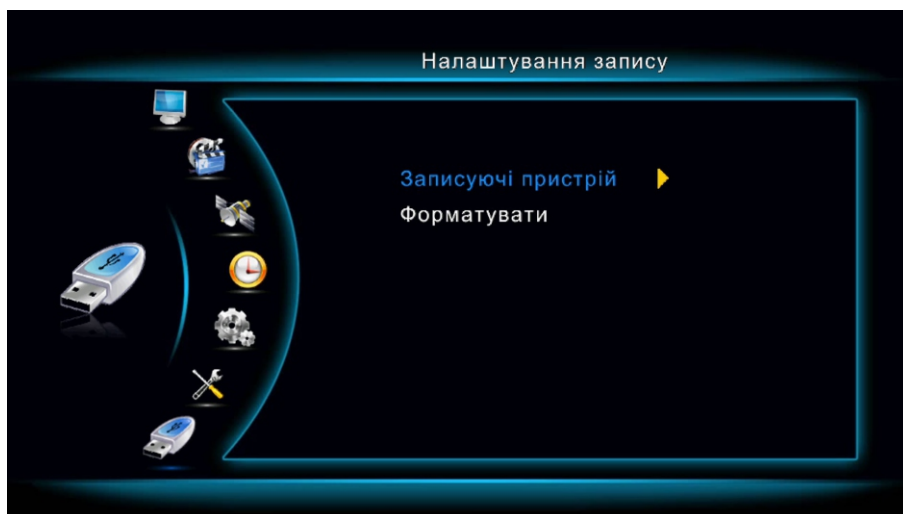 Налаштування запису
Записуючі пристрій
Форматувати